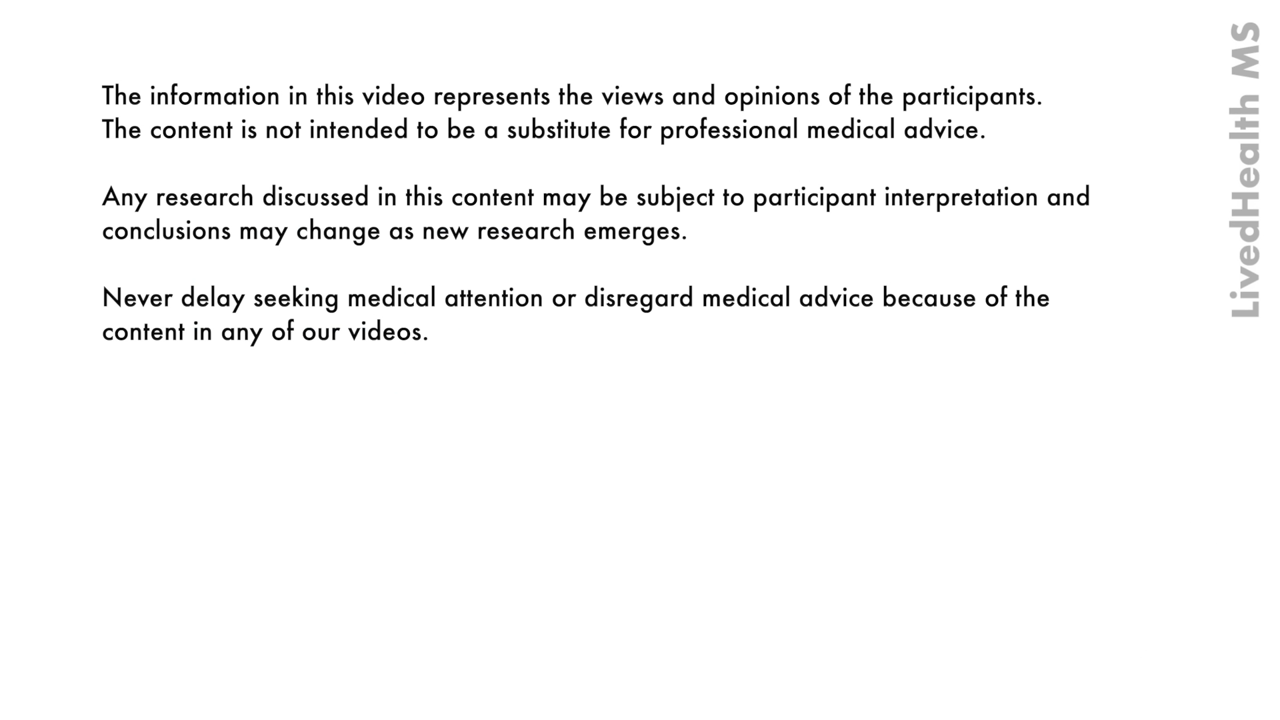 The information in this video represents the views and opinions of the participants.
The content is not intended to be a substitute for professional medical advice.
Any research discussed in this content may be subject to participant interpretation and
conclusions may change as new research emerges.
Never delay seeking medical attention or disregard medical advice because of the
content in any of our videos.
LivedHealth MS